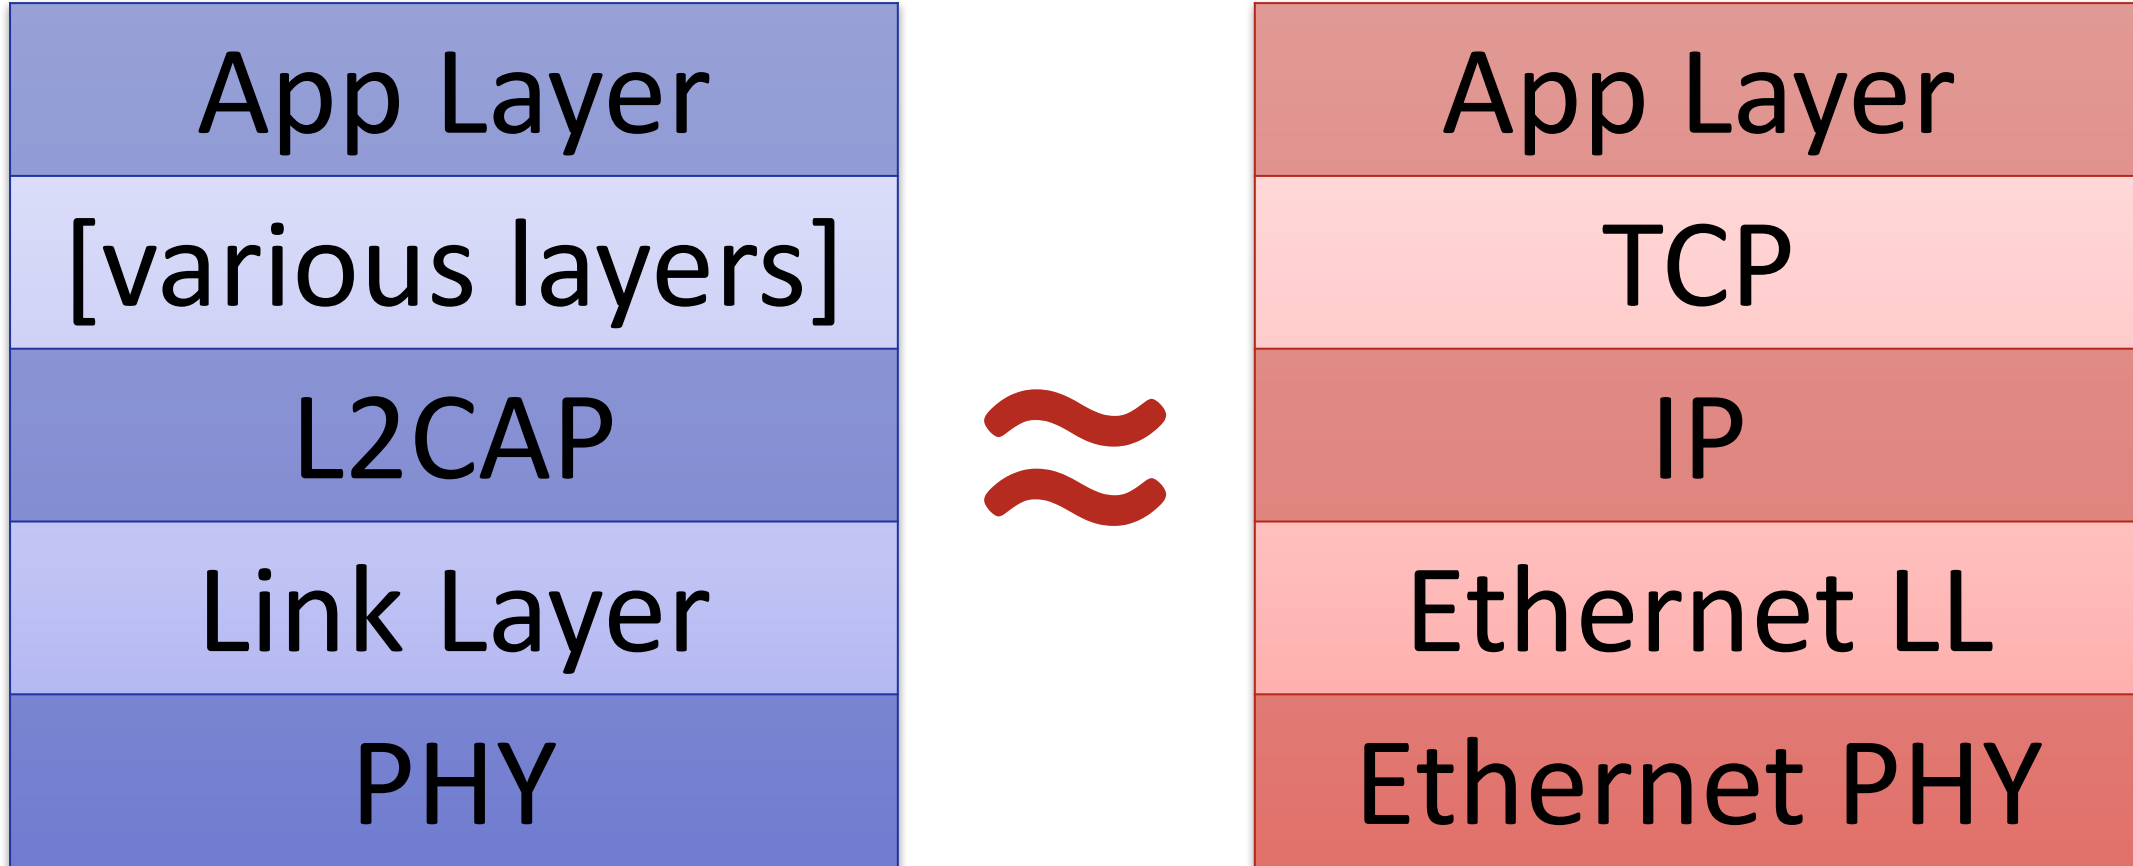 App Layer
[various layers]
L2CAP
Link Layer
PHY
≈
App Layer
TCP
IP
Ethernet LL
Ethernet PHY